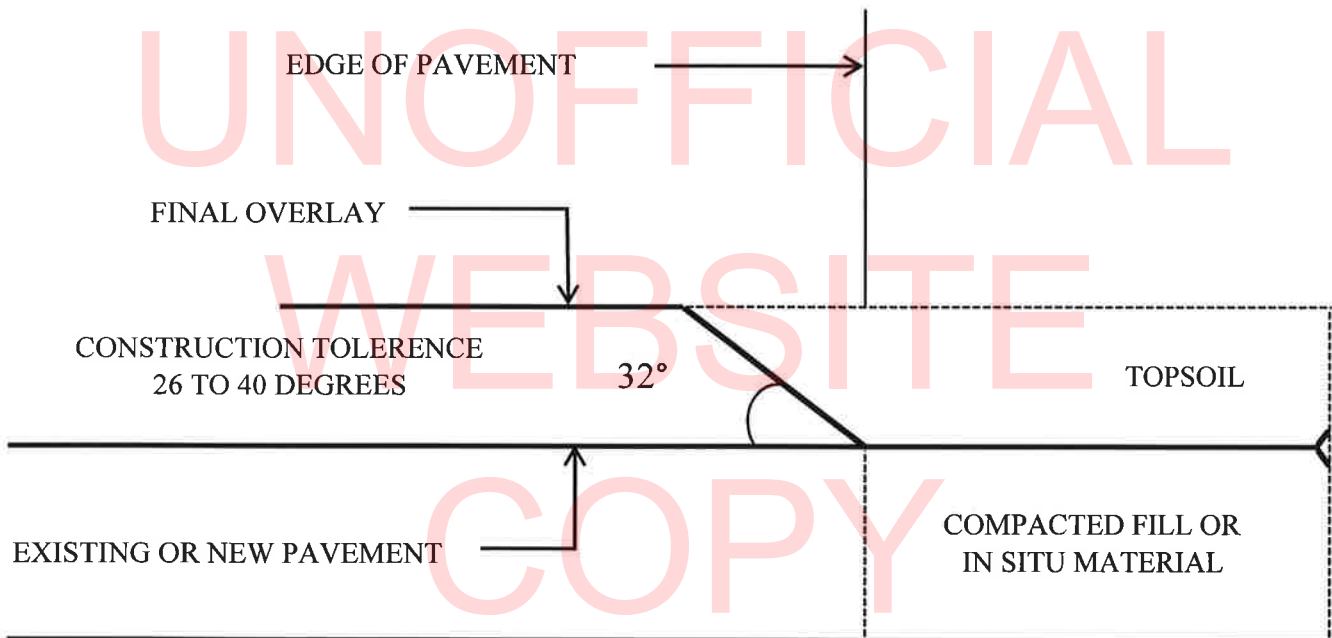 UNOFFICIAL
EDGE OF PAVEMENT
FINAL OVERLAY
WEBSITE
CONSTRUCTION TOLERENCE
26 TO 40 DEGREES
32°
TOPSOIL
COPY
EXISTING OR NEW PAVEMENT
COMPACTED FILL OR
IN SITU MATERIAL